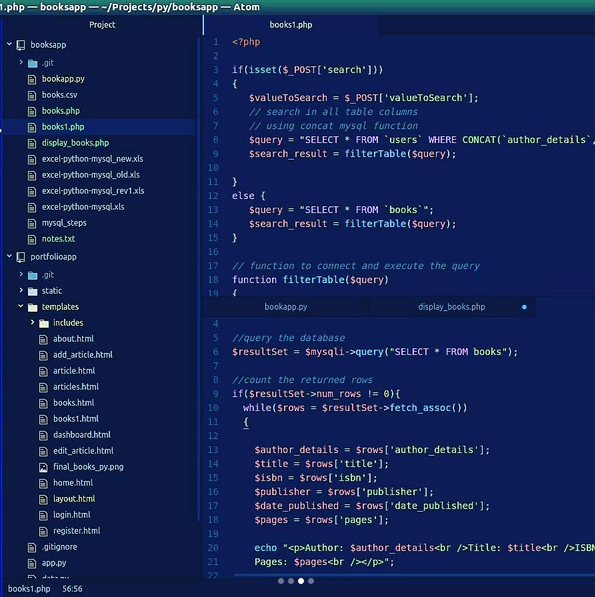 1.php — booksapp — ~/Projects/py/booksapp — Atom
Project
booksapp
.git
bookapp.py
books.csv
books.php
books1.php
display_books.php
excel-python-mysql_new.xls
excel-python-mysql_old.xls
excel-python-mysql_rev1.xls
excel-python-mysql.xls
mysql_steps
notes.txt
portfolioapp
.git
static
templates
includes
about.html
add_article.html
article.html
articles.html
books.html
books1.html
dashboard.html
edit_article.html
final_books_py.png
home.html
layout.html
login.html
register.html
.gitignore
app.py
books1.php
1 <?php
2
3 if(isset($_POST['search']))
4 {
5 $valueToSearch = $_POST['valueToSearch'];
6 // search in all table columns
7 // using concat mysql function
8 $query = "SELECT * FROM `users` WHERE CONCAT(`author_details`,
9 $search_result = filterTable($query);
10
11 }
12 else {
13 $query = "SELECT * FROM `books`";
14 $search_result = filterTable($query);
15 }
16
17 // function to connect and execute the query
18 function filterTable($query)
19 {
bookapp.py
display_books.php
4
5 //query the database
6 $resultSet = $mysqli->query("SELECT * FROM books");
7
8 //count the returned rows
9 if($resultSet->num_rows != 0){
10 while($rows = $resultSet->fetch_assoc())
11 {
12
13 $author_details = $rows['author_details'];
14 $title = $rows['title'];
15 $isbn = $rows['isbn'];
16 $publisher = $rows['publisher'];
17 $date_published = $rows['date_published'];
18 $pages = $rows['pages'];
19
20 echo "<p>Author: $author_details<br />Title: $title<br />ISBN
21 Pages: $pages<br /></p>";
22
books1.php 56:56